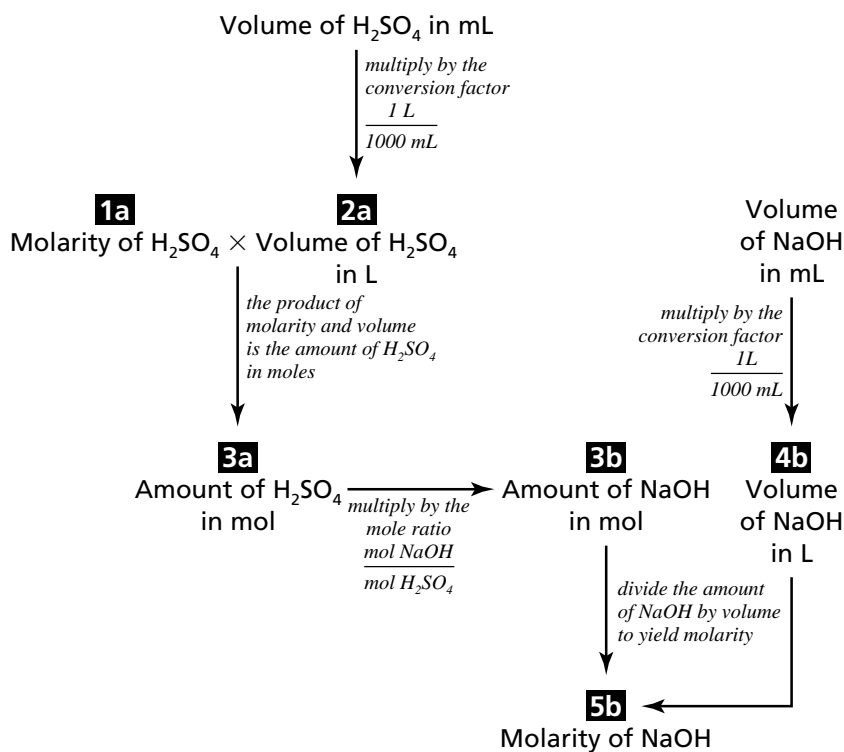 Volume of H₂SO₄ in mL
multiply by the
conversion factor
1 L
1000 mL
1a
2a
Molarity of H₂SO₄ × Volume of H₂SO₄
in L
Volume
of NaOH
in mL
the product of
molarity and volume
is the amount of H₂SO₄
in moles
multiply by the
conversion factor
1L
1000 mL
3a
Amount of H₂SO₄
in mol
multiply by the
mole ratio
mol NaOH
mol H₂SO₄
3b
Amount of NaOH
in mol
4b
Volume
of NaOH
in L
divide the amount
of NaOH by volume
to yield molarity
5b
Molarity of NaOH